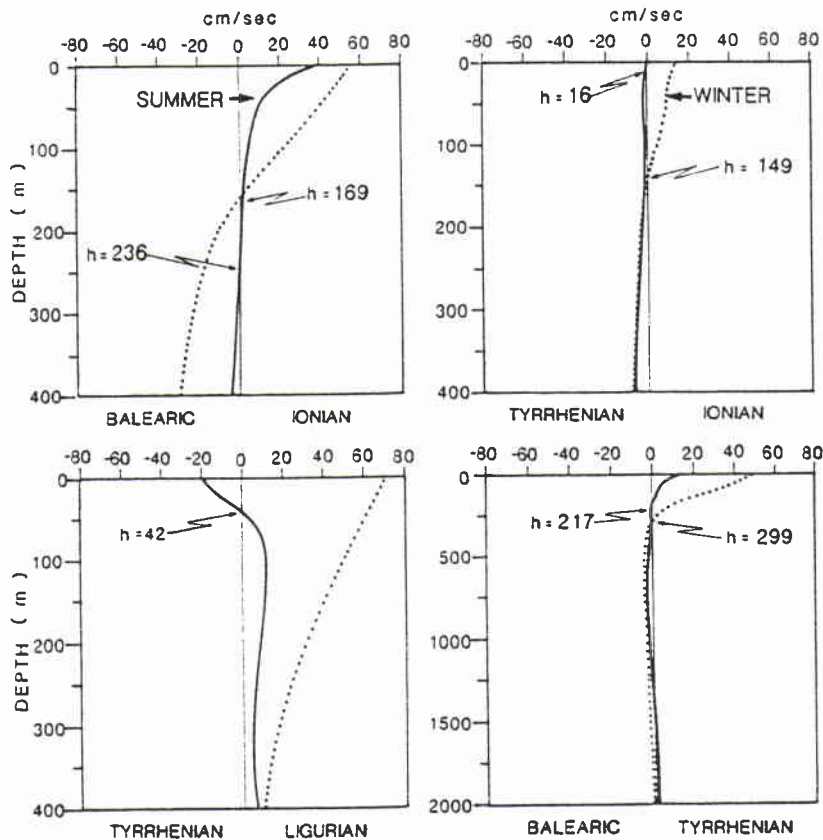 cm/sec cm/sec
-80 -60 -40 -20 0 20 40 60 80 -80 -60 -40 -20 0 20 40 60 80
0 0
SUMMER h=16 WINTER
100 100
h=169 h=149
200 200
h=236
300 300
400 400
DEPTH (m)
BALEARIC IONIAN TYRRHENIAN IONIAN
-80 -60 -40 -20 0 20 40 60 80 -80 -60 -40 -20 0 20 40 60 80
0 0
h=42 h=217 h=299
100 500
200 1000
300 1500
400 2000
DEPTH (m)
TYRRHENIAN LIGURIAN BALEARIC TYRRHENIAN